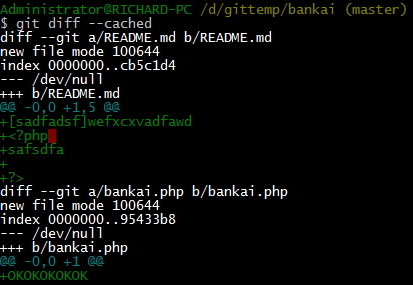 Administrator@RICHARD-PC /d/gittemp/bankai (master)
$ git diff --cached
diff --git a/README.md b/README.md
new file mode 100644
index 0000000..cb5c1d4
--- /dev/null
+++ b/README.md
@@ -0,0 +1,5 @@
+[sadfadsf]wefxcxvadfawd
+<?php
+safsdfa
+
+?>
diff --git a/bankai.php b/bankai.php
new file mode 100644
index 0000000..95433b8
--- /dev/null
+++ b/bankai.php
@@ -0,0 +1 @@
+OKOKOKOKOK